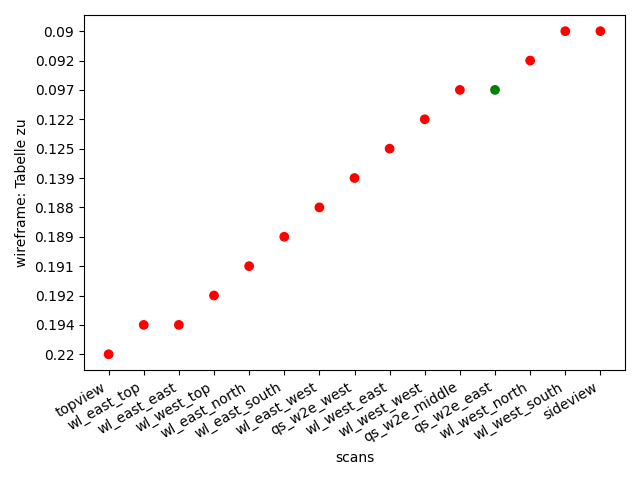 wireframe: Tabelle zu
0.09
0.092
0.097
0.122
0.125
0.139
0.188
0.189
0.191
0.192
0.194
0.22
topview
wl_east_top
wl_east_east
wl_west_top
wl_east_north
wl_east_south
wl_east_west
qs_w2e_west
wl_west_east
wl_west_west
qs_w2e_middle
qs_w2e_east
wl_west_north
wl_west_south
sideview
scans